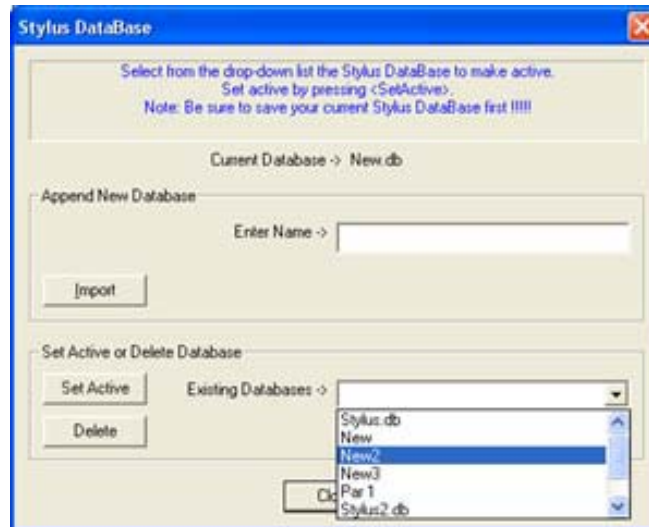 Stylus DataBase
Select from the drop-down list the Stylus DataBase to make active.
Set active by pressing <SetActive>.
Note: Be sure to save your current Stylus DataBase first !!!!!
Current Database -> New.db
Append New Database
Enter Name ->
Import
Set Active or Delete Database
Set Active
Existing Databases ->
Delete
Stylus.db
New
New2
New3
Par 1
Stylus2.db
Clo